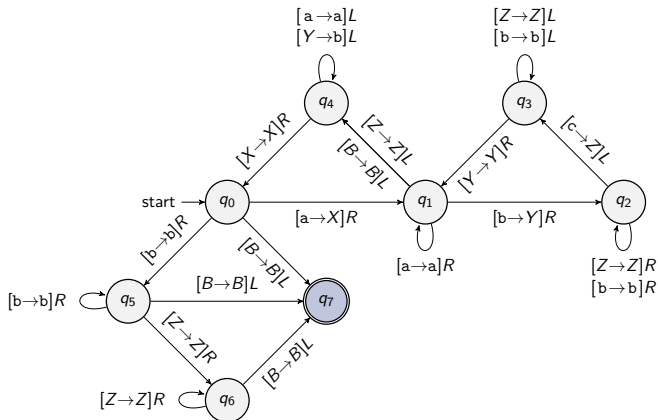 [a→a]L
[Y→b]L
[Z→Z]L
[b→b]L
q4
q3
[X→X]R
[Z→Z]L
[B→B]L
[Y→Y]R
[c→Z]L
start
q0
[a→X]R
q1
[b→Y]R
q2
[b→b]R
[B→B]L
[a→a]R
[Z→Z]R
[b→b]R
[b→b]R
q5
[B→B]L
q7
[Z→Z]R
[B→B]L
[Z→Z]R
q6